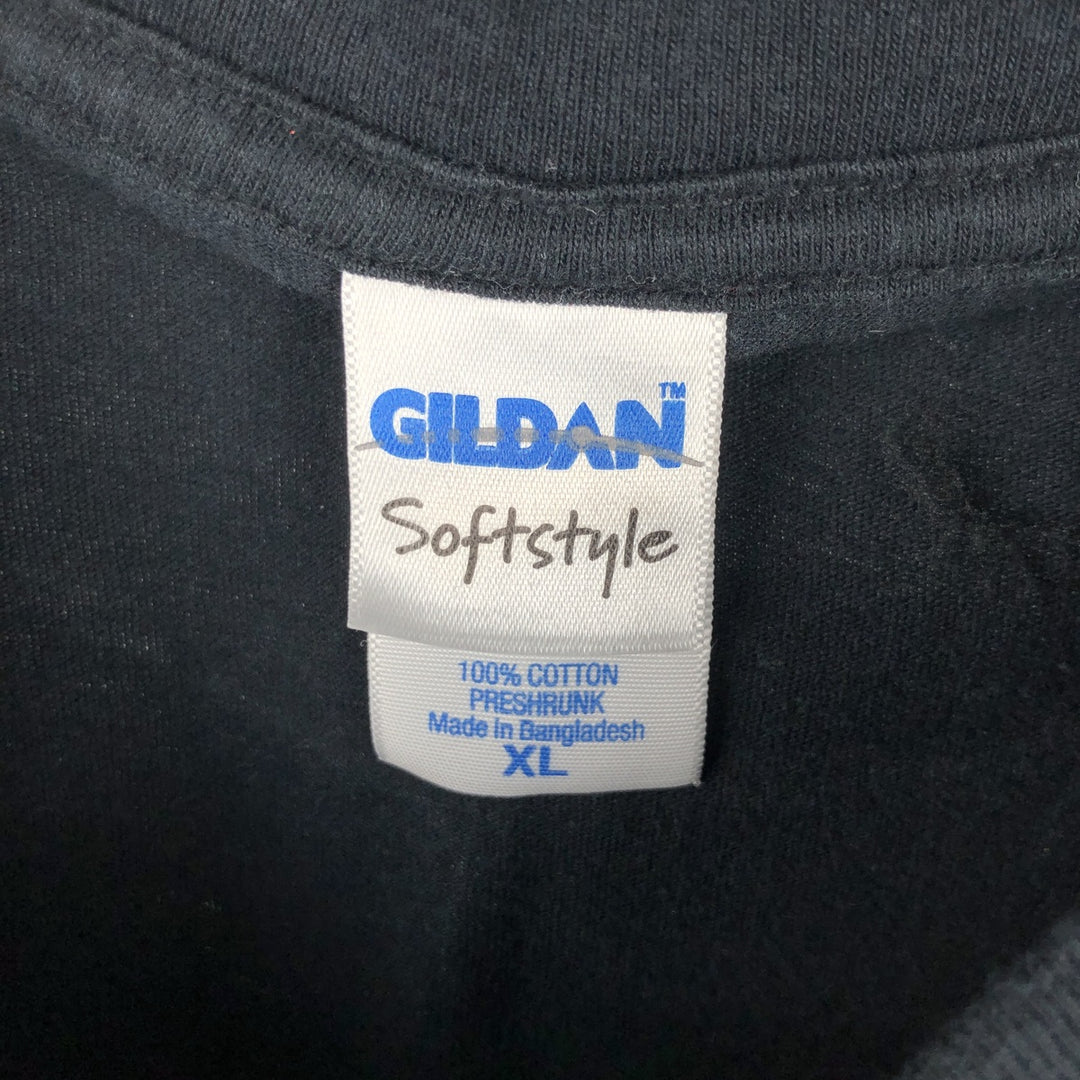 GILDAN™
Softstyle
100% COTTON
PRESHRUNK
Made in Bangladesh
XL